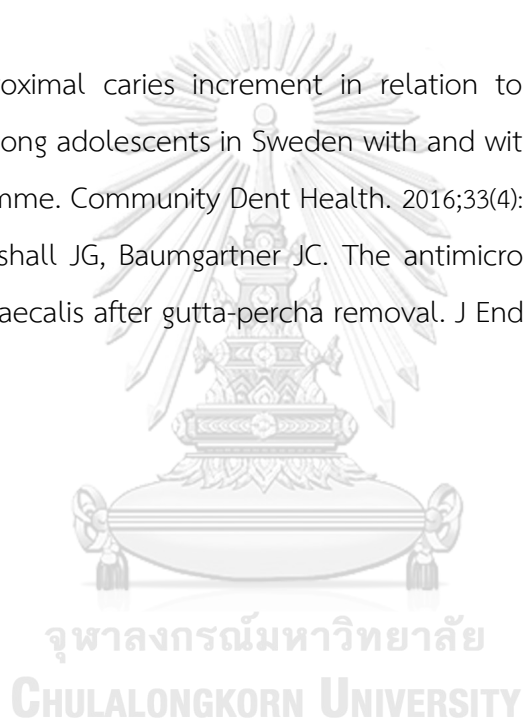 oximal caries increment in relation to
ong adolescents in Sweden with and wit
mme. Community Dent Health. 2016;33(4):
shall JG, Baumgartner JC. The antimicro
aecalis after gutta-percha removal. J End
จุฬาลงกรณ์มหาวิทยาลัย
CHULALONGKORN UNIVERSITY